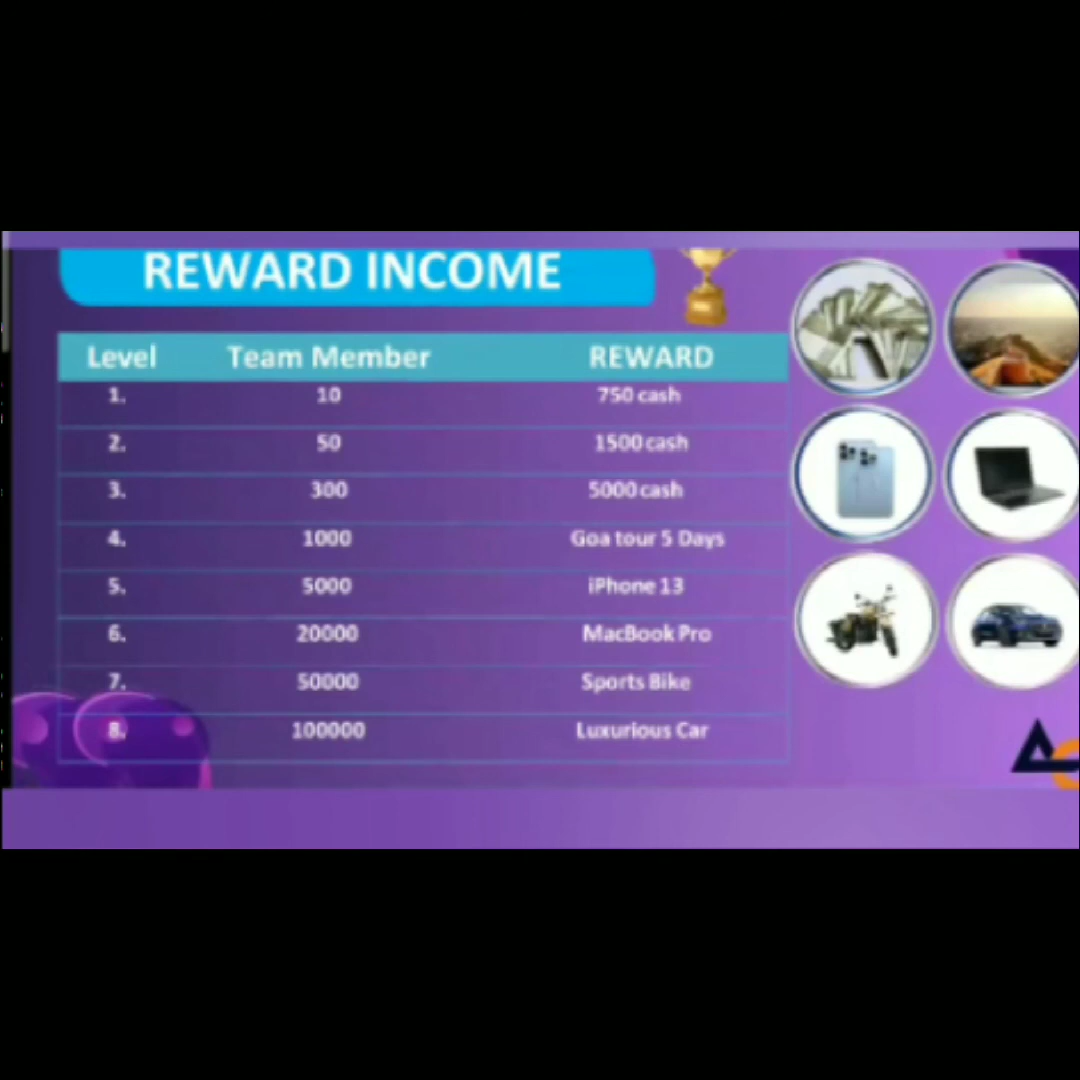 REWARD INCOME
Level Team Member REWARD
1. 10 750 cash
2. 50 1500 cash
3. 300 5000 cash
4. 1000 Goa tour 5 Days
5. 5000 iPhone 13
6. 20000 MacBook Pro
7. 50000 Sports Bike
8. 100000 Luxurious Car